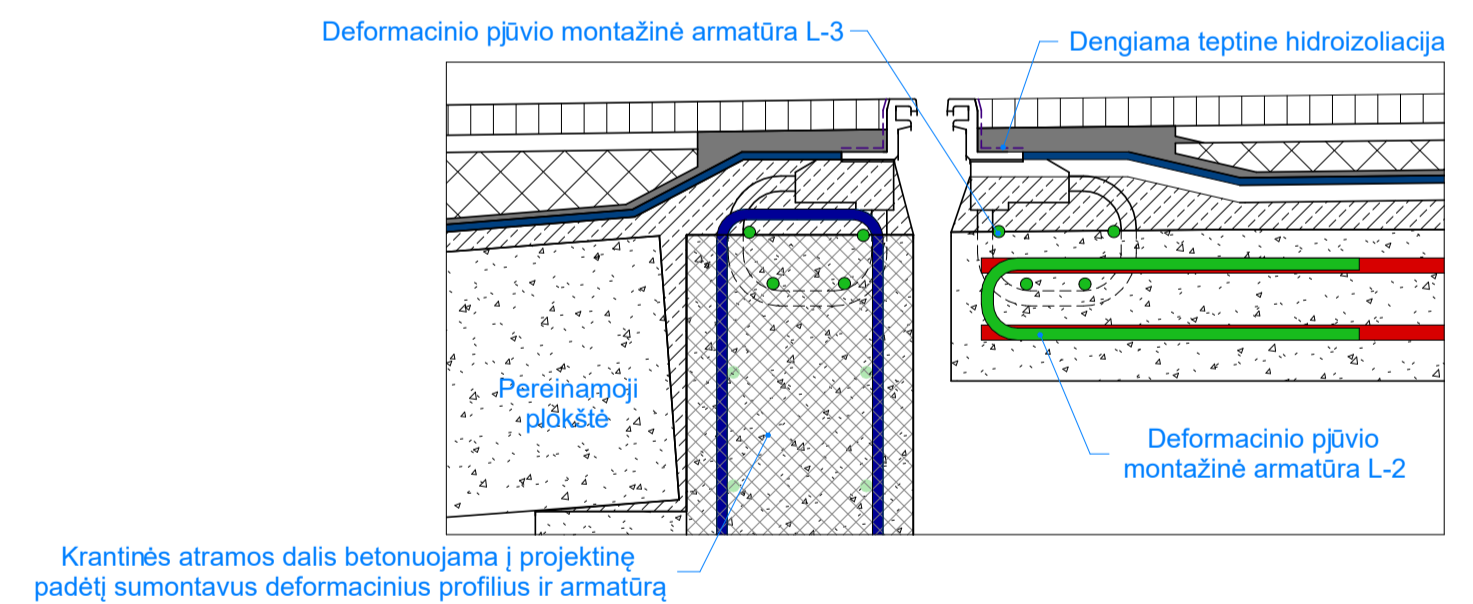 Deformacinio pjūvio montažinė armatūra L-3
Dengiama teptine hidroizoliacija
Pereinamoji
plokštė
Deformacinio pjūvio
montažinė armatūra L-2
Krantinės atramos dalis betonuojama į projektinę
padėtį sumontavus deformacinius profilius ir armatūrą